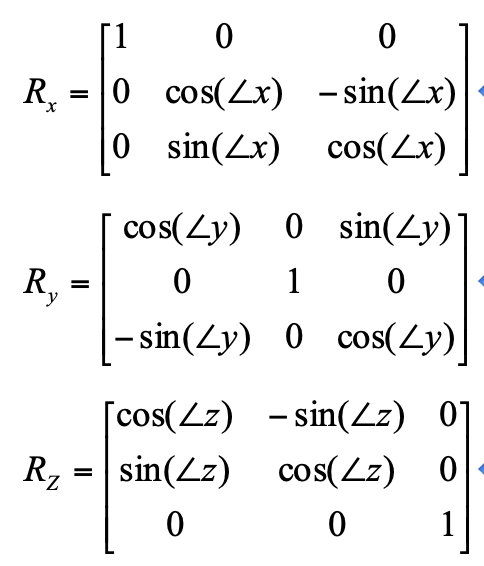 1 0 0
R_x = 0 cos(∠x) −sin(∠x)
0 sin(∠x) cos(∠x)
cos(∠y) 0 sin(∠y)
R_y = 0 1 0
−sin(∠y) 0 cos(∠y)
cos(∠z) −sin(∠z) 0
R_Z = sin(∠z) cos(∠z) 0
0 0 1